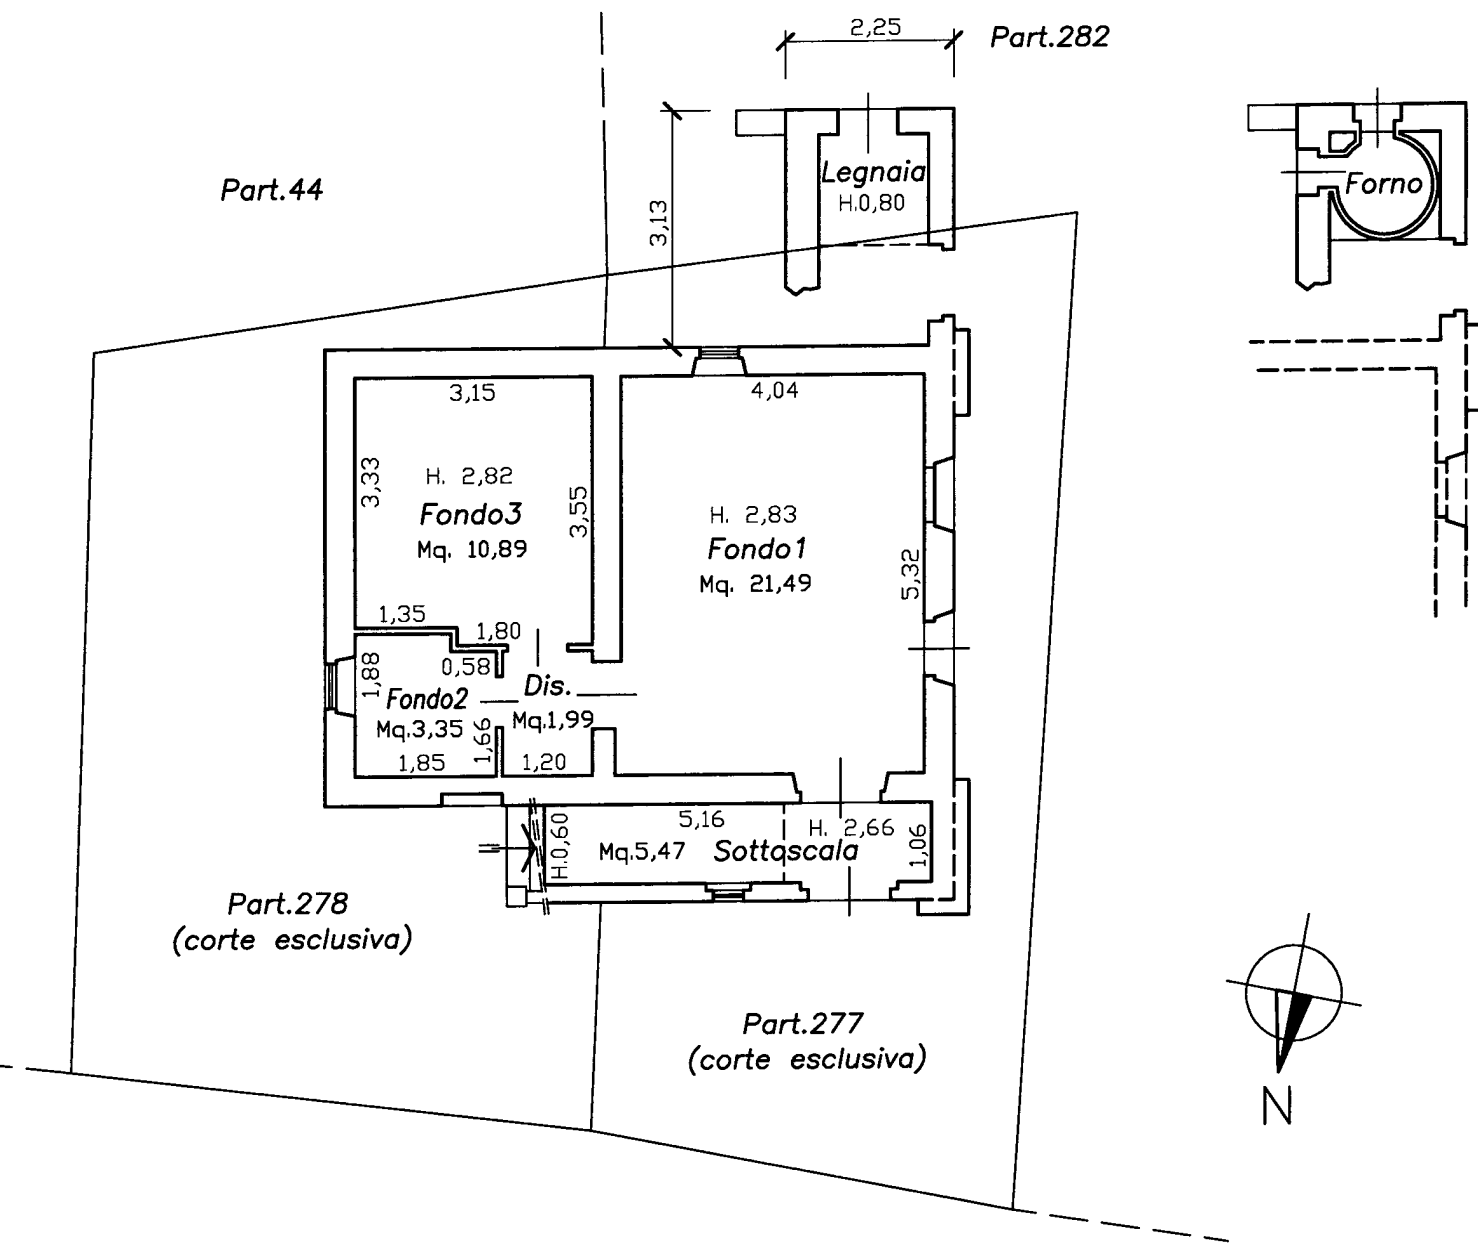 2,25
Part.282
Part.44
3,13
Legnaia
H.0,80
Forno
3,15
4,04
3,33
H. 2,82
Fondo3
Mq. 10,89
3,55
H. 2,83
Fondo1
Mq. 21,49
5,32
1,35
1,80
0,58
1,88
Fondo2
Mq.3,35
1,66
1,85
Dis.
Mq.1,99
1,20
H.0,60
5,16
Mq.5,47
Sottoscala
H. 2,66
1,06
Part.278
(corte esclusiva)
Part.277
(corte esclusiva)
N